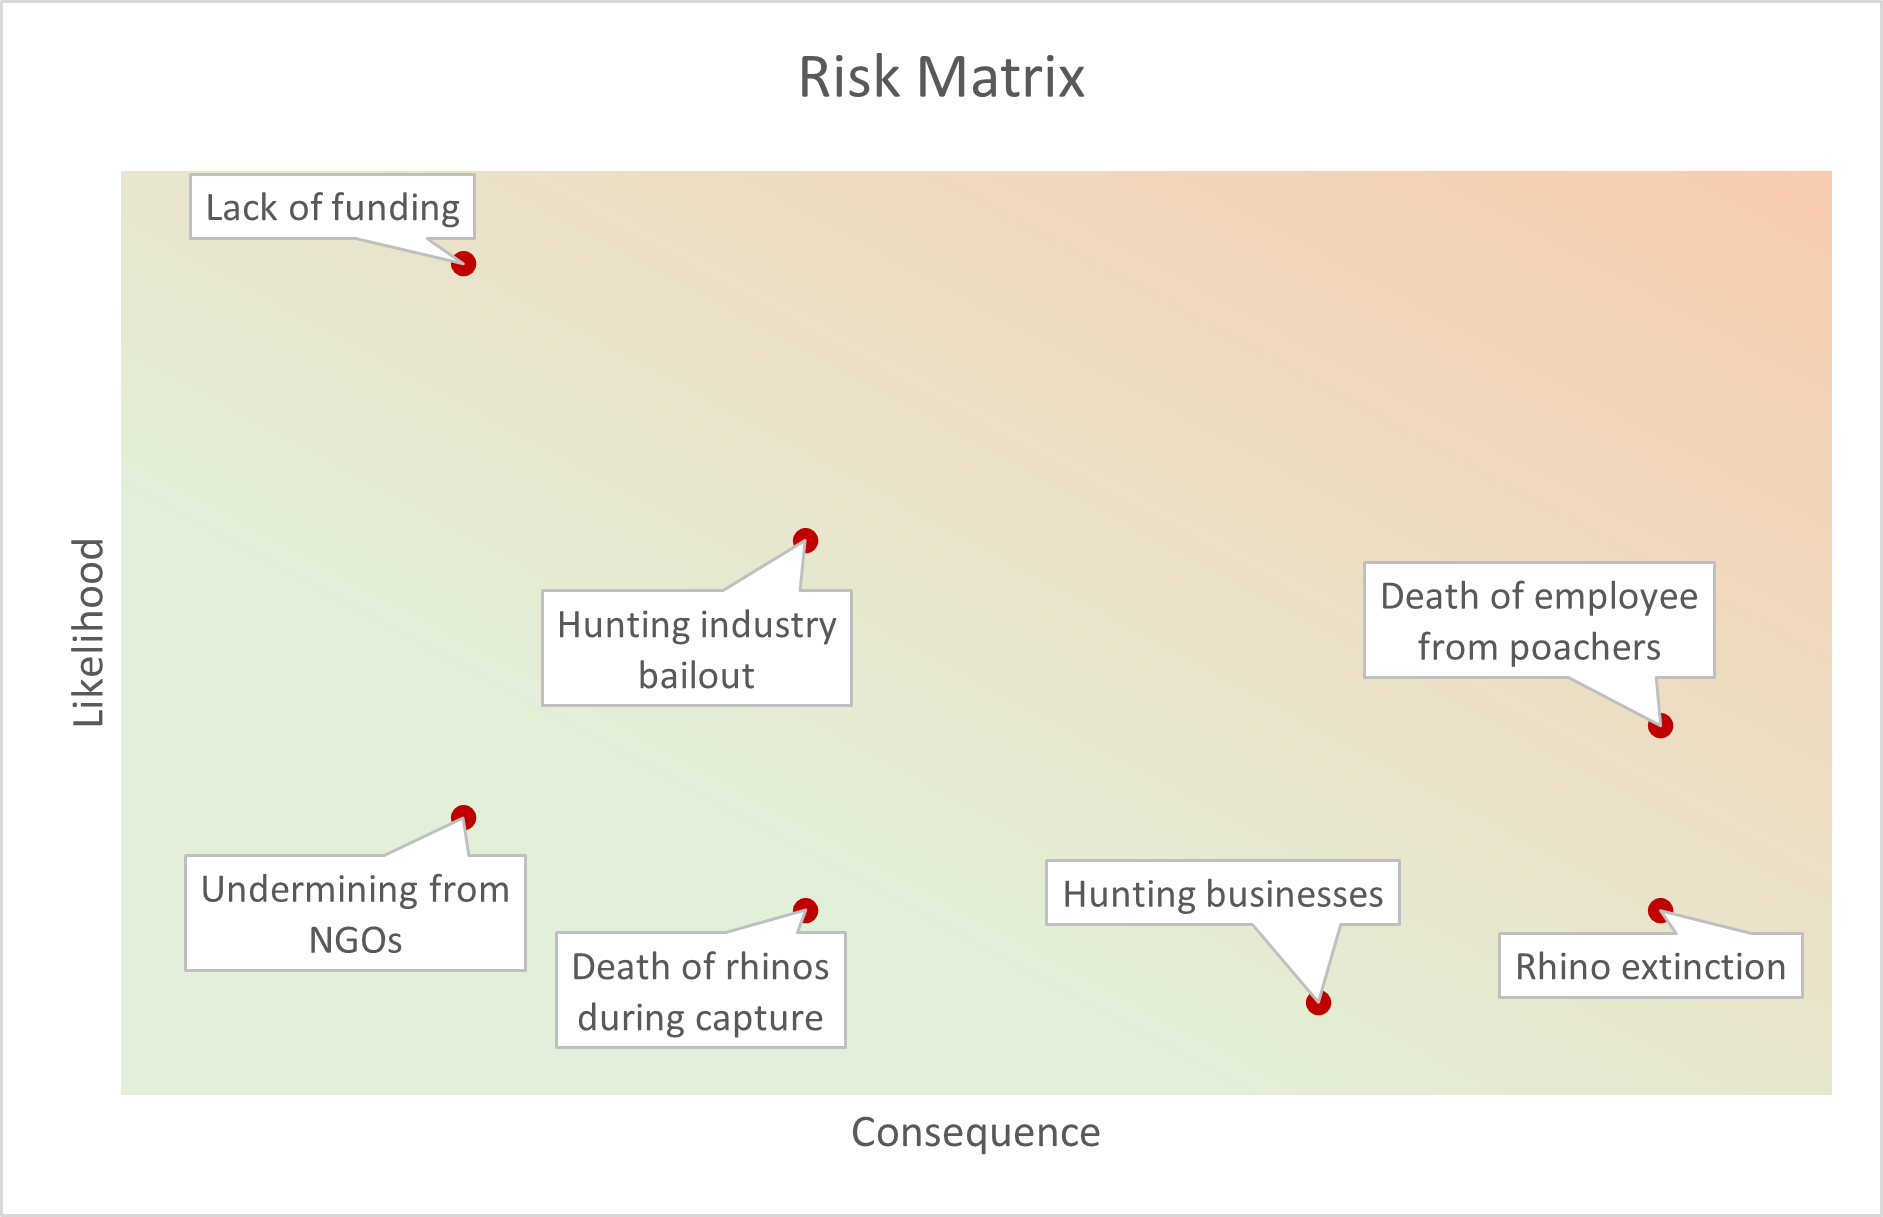 Risk Matrix
Lack of funding
Hunting industry
bailout
Death of employee
from poachers
Likelihood
Undermining from
NGOs
Death of rhinos
during capture
Hunting businesses
Rhino extinction
Consequence